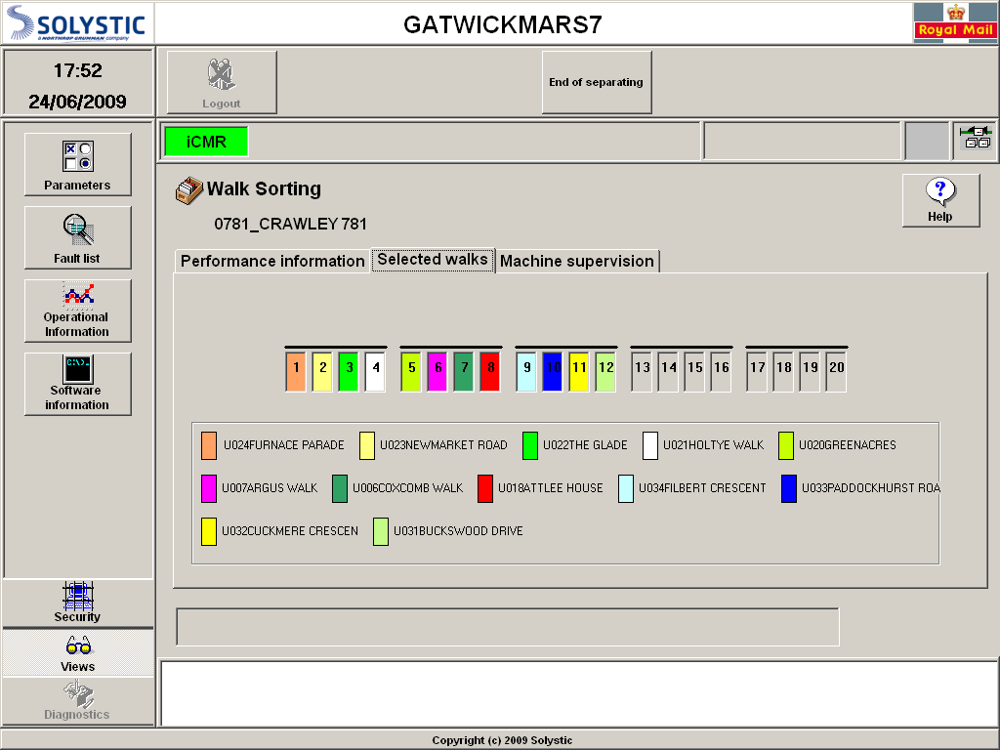 SOLYSTIC
a NORTHROP GRUMMAN company
GATWICKMARS7
Royal Mail
17:52
24/06/2009
Logout
End of separating
iCMR
Parameters
Fault list
Operational
Information
C:\>.
Software
information
Security
Views
Diagnostics
Walk Sorting
0781_CRAWLEY 781
?
Help
Performance information Selected walks Machine supervision
1 2 3 4 5 6 7 8 9 10 11 12 13 14 15 16 17 18 19 20
U024FURNACE PARADE U023NEWMARKET ROAD U022THE GLADE U021HOLTYE WALK U020GREENACRES
U007ARGUS WALK U006COXCOMB WALK U018ATTLEE HOUSE U034FILBERT CRESCENT U033PADDOCKHURST ROA
U032CUCKMERE CRESCEN U031BUCKSWOOD DRIVE
Copyright (c) 2009 Solystic